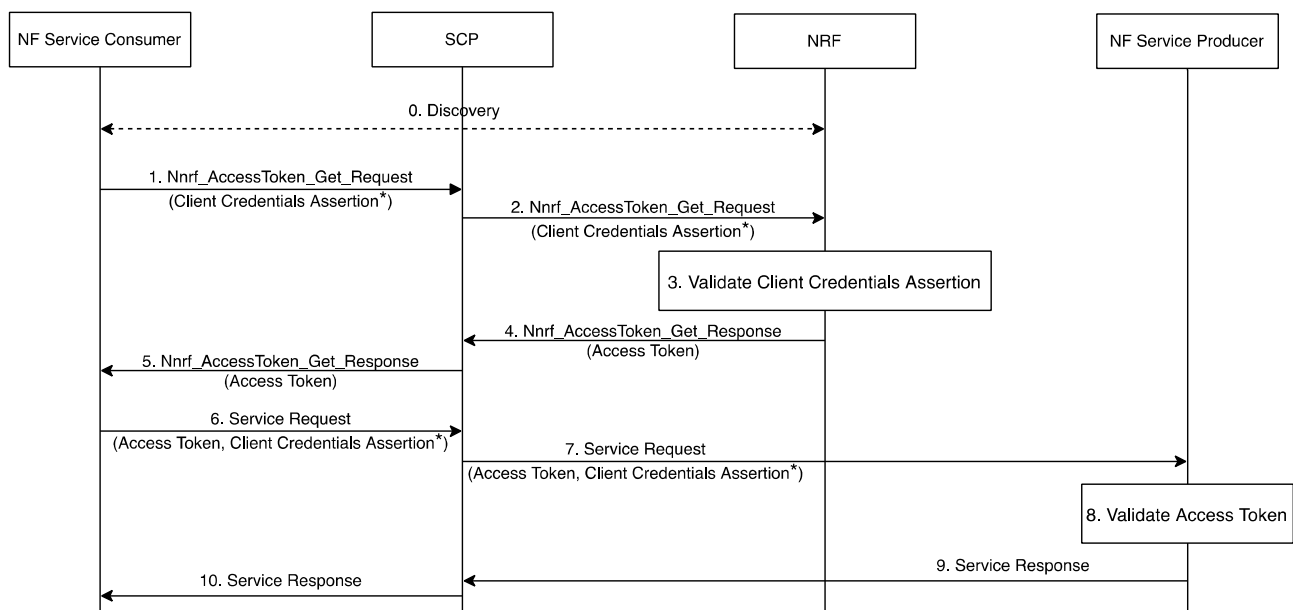 NF Service Consumer
SCP
NRF
NF Service Producer
0. Discovery
1. Nnrf_AccessToken_Get_Request
(Client Credentials Assertion*)
2. Nnrf_AccessToken_Get_Request
(Client Credentials Assertion*)
3. Validate Client Credentials Assertion
4. Nnrf_AccessToken_Get_Response
(Access Token)
5. Nnrf_AccessToken_Get_Response
(Access Token)
6. Service Request
(Access Token, Client Credentials Assertion*)
7. Service Request
(Access Token, Client Credentials Assertion*)
8. Validate Access Token
9. Service Response
10. Service Response